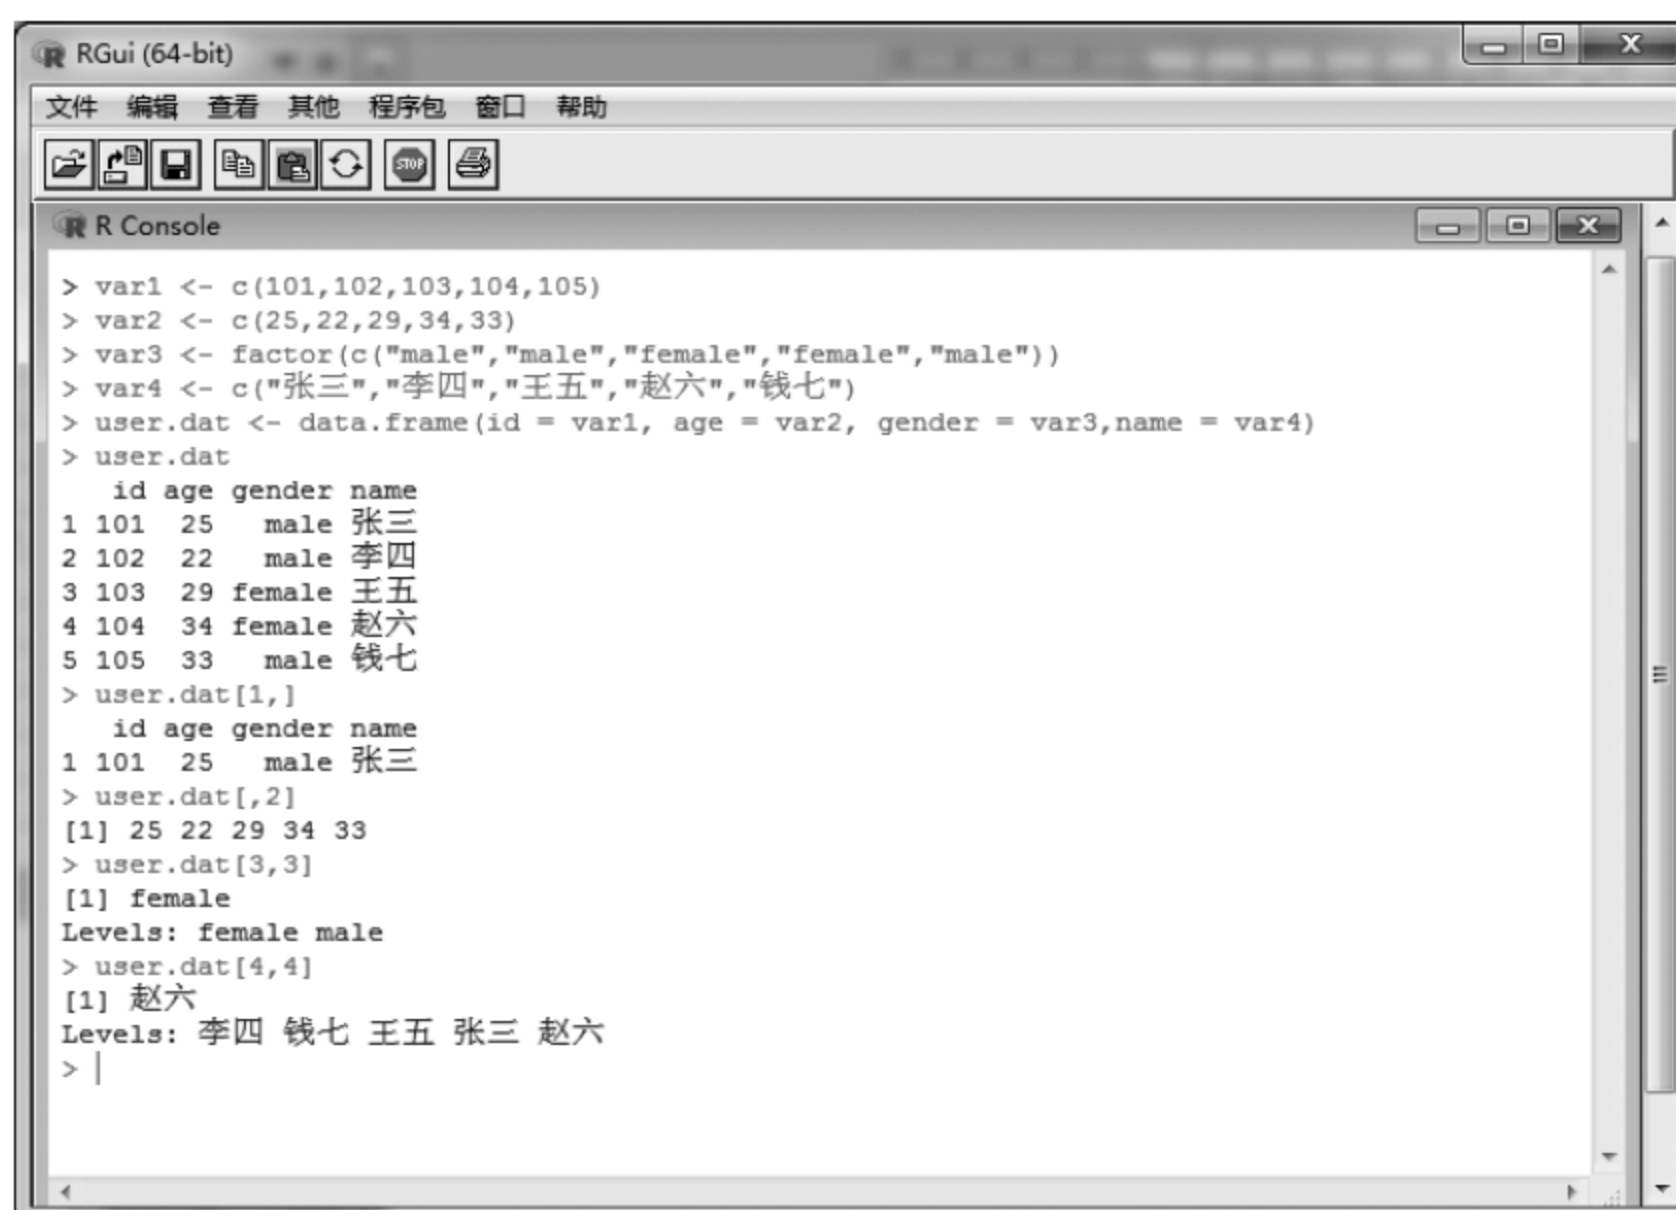 RGui (64-bit)
文件 编辑 查看 其他 程序包 窗口 帮助
STOP
R Console
> var1 <- c(101,102,103,104,105)
> var2 <- c(25,22,29,34,33)
> var3 <- factor(c("male","male","female","female","male"))
> var4 <- c("张三","李四","王五","赵六","钱七")
> user.dat <- data.frame(id = var1, age = var2, gender = var3,name = var4)
> user.dat
   id age gender name
1 101  25   male 张三
2 102  22   male 李四
3 103  29 female 王五
4 104  34 female 赵六
5 105  33   male 钱七
> user.dat[1,]
   id age gender name
1 101  25   male 张三
> user.dat[,2]
[1] 25 22 29 34 33
> user.dat[3,3]
[1] female
Levels: female male
> user.dat[4,4]
[1] 赵六
Levels: 李四 钱七 王五 张三 赵六
>